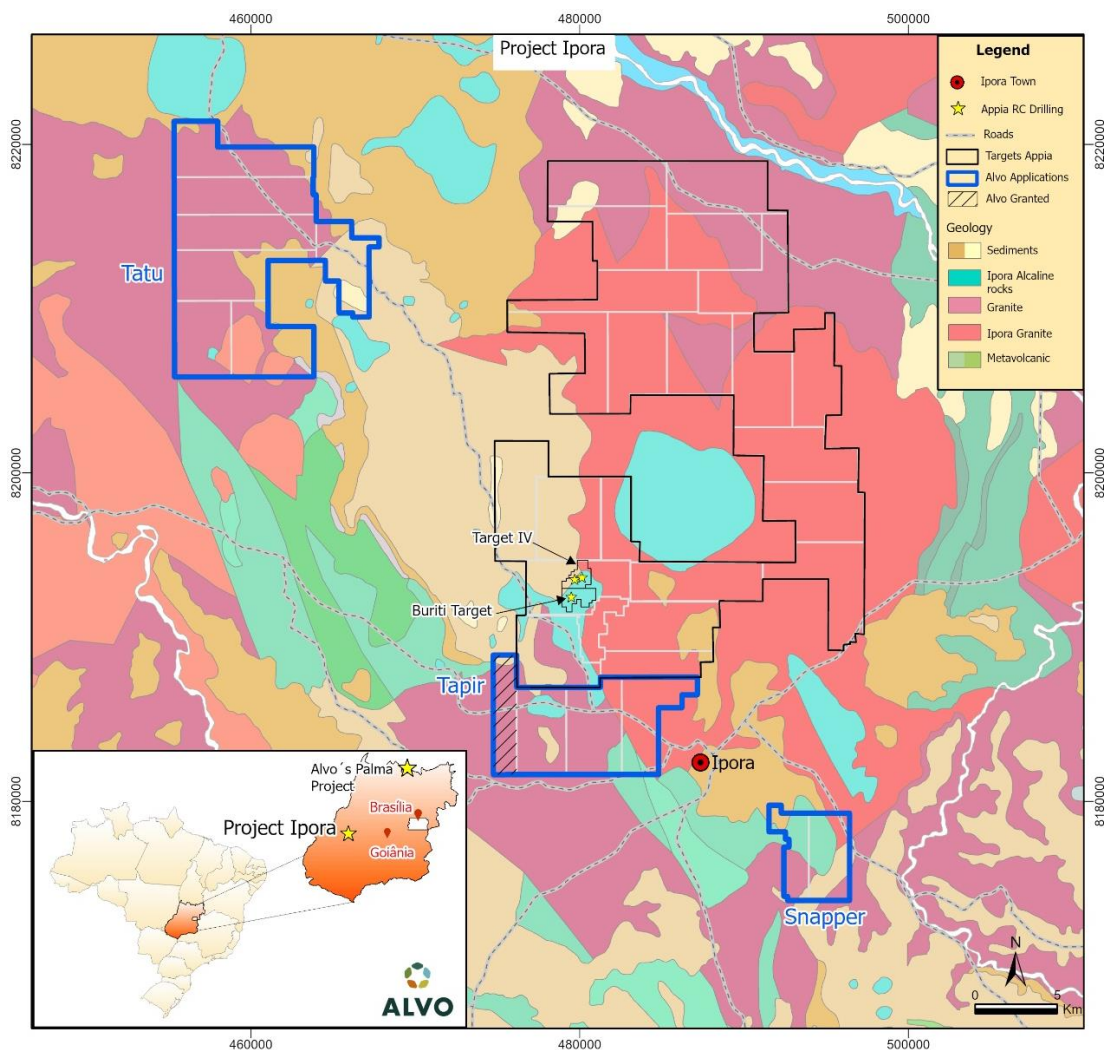 460000
480000
500000
Project Ipora
Legend
Ipora Town
Appia RC Drilling
Roads
Targets Appia
Alvo Applications
Alvo Granted
Geology
Sediments
Ipora Alcaline
rocks
Granite
Ipora Granite
Metavolcanic
8220000
8220000
Tatu
8200000
8200000
Target IV
Buriti Target
Tapir
Ipora
8180000
8180000
Snapper
Alvo´s Palma
Project
Brasília
Project Ipora
Goiânia
ALVO
N
0
5
Km
460000
480000
500000